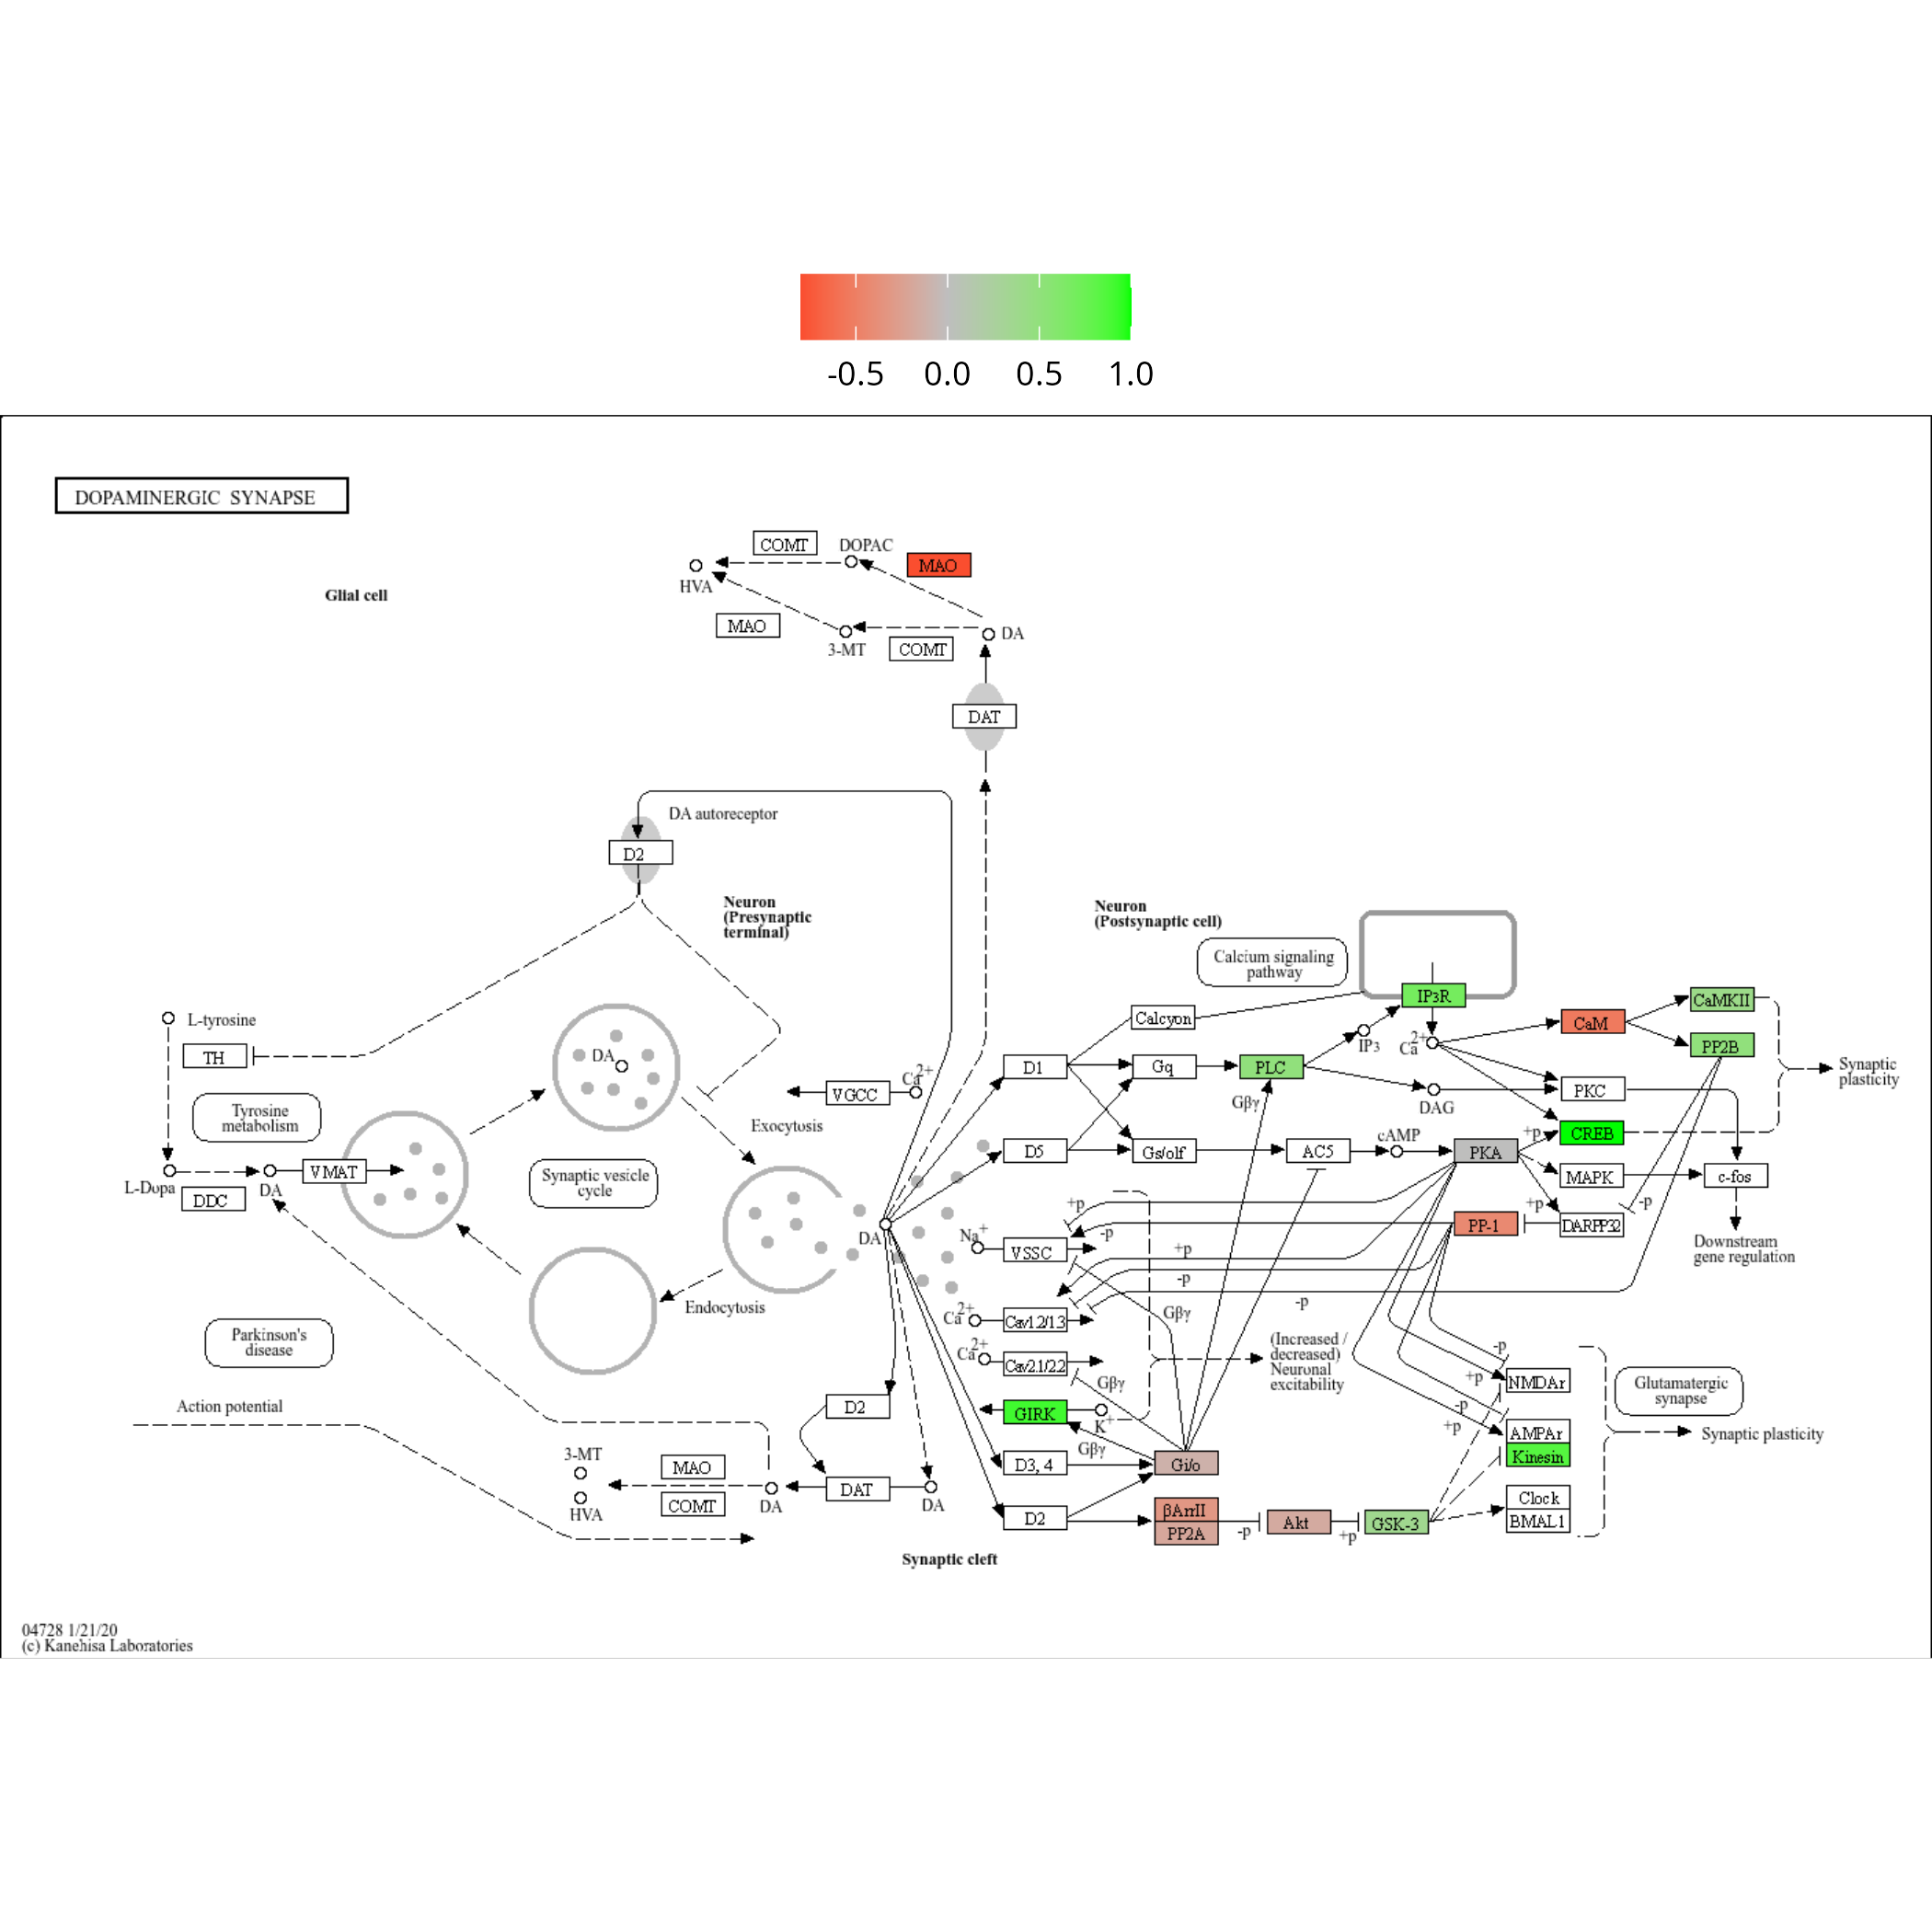 -0.5 0.0 0.5 1.0
DOPAMINERGIC SYNAPSE
COMT
DOPAC
MAO
HVA
Glial cell
MAO
3-MT
COMT
DA
DAT
DA autoreceptor
D2
Neuron
(Presynaptic
terminal)
Neuron
(Postsynaptic cell)
Calcium signaling
pathway
IP3R
CaMKII
Calcyon
CaM
L-tyrosine
TH
DA
Ca2+
IP3
PP2B
D1
Gq
PLC
Ca2+
VGCC
Gβγ
DAG
PKC
Synaptic
plasticity
Tyrosine
metabolism
Exocytosis
cAMP
+p
CREB
D5
Gs/olf
AC5
PKA
MAPK
c-fos
L-Dopa
DDC
DA
VMAT
Synaptic vesicle
cycle
+p
+p
-p
DA
Na+
-p
PP-1
DARPP32
VSSC
+p
Downstream
gene regulation
-p
Endocytosis
-p
Ca2+
Cav1.2/1.3
Gβγ
Parkinson's
disease
Ca2+
Cav2.1/2.2
(Increased /
decreased)
Neuronal
excitability
-p
+p
NMDAr
Glutamatergic
synapse
Gβγ
Action potential
D2
GIRK
K+
-p
+p
AMPAr
Synaptic plasticity
Gβγ
Kinesin
3-MT
MAO
D3, 4
Gi/o
HVA
COMT
DA
DAT
DA
Clock
D2
βArrII
PP2A
-p
Akt
+p
GSK-3
BMAL1
Synaptic cleft
04728 1/21/20
(c) Kanehisa Laboratories